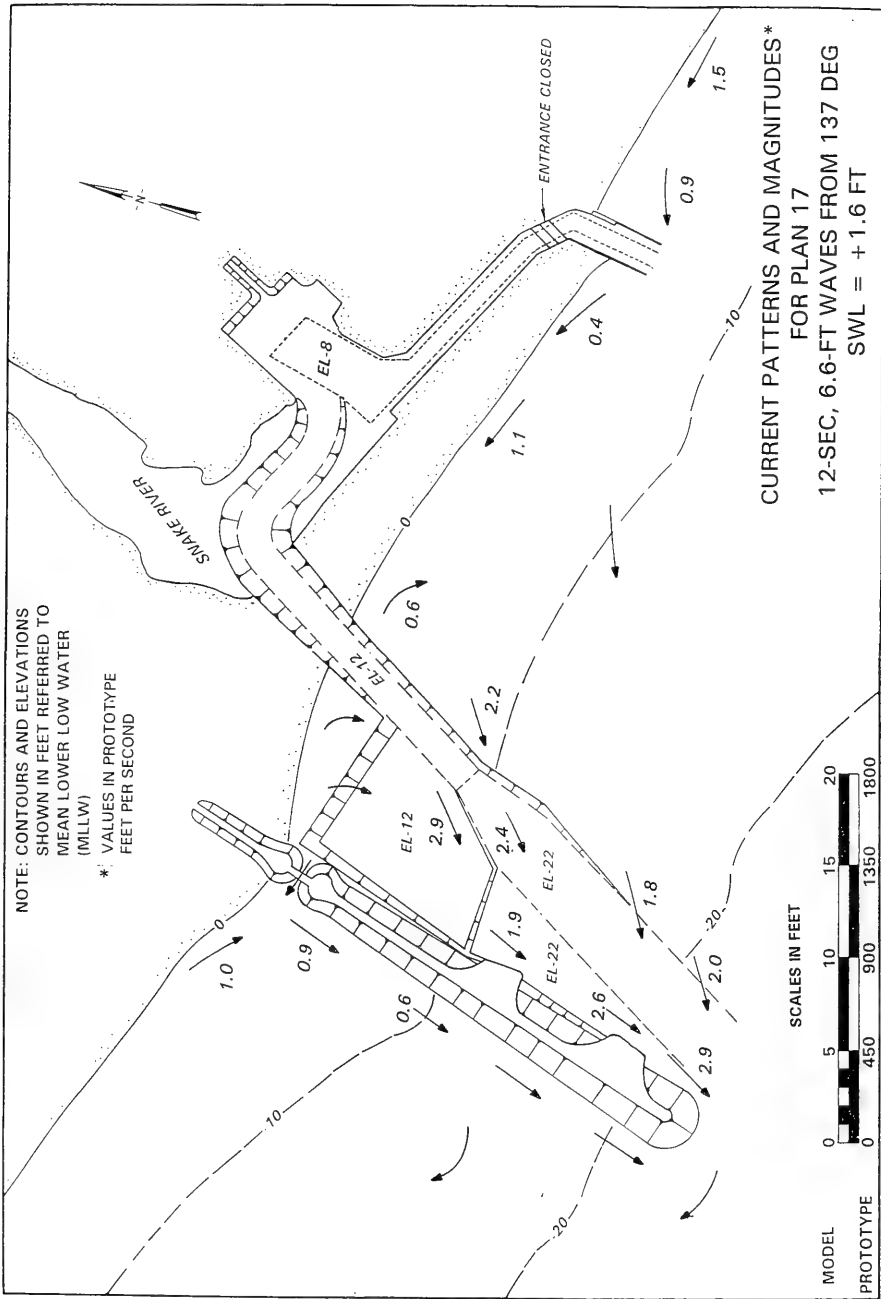 NOTE: CONTOURS AND ELEVATIONS
SHOWN IN FEET REFERRED TO
MEAN LOWER LOW WATER
(MLLW)
* VALUES IN PROTOTYPE
FEET PER SECOND
SNAKE RIVER
-N-
ENTRANCE CLOSED
EL-8
EL-12
EL-12
EL-22
EL-22
0
0
0
-10
-10
-20
-20
1.0
0.9
0.6
2.9
2.4
1.9
2.6
2.9
2.2
1.8
2.0
0.6
1.1
0.4
0.9
1.5
SCALES IN FEET
MODEL 0 5 10 15 20
PROTOTYPE 0 450 900 1350 1800
CURRENT PATTERNS AND MAGNITUDES*
FOR PLAN 17
12-SEC, 6.6-FT WAVES FROM 137 DEG
SWL = +1.6 FT